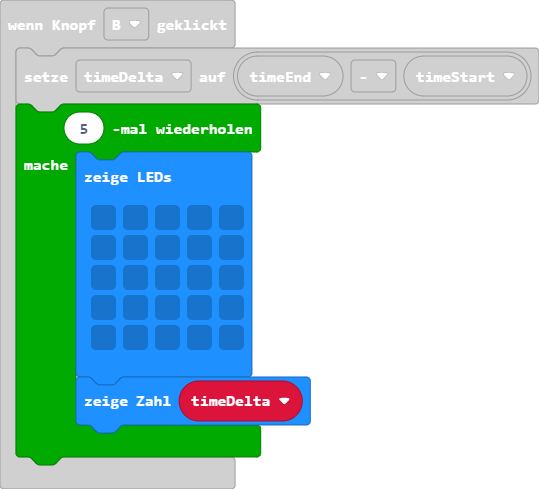 wenn Knopf B geklickt
setze timeDelta auf timeEnd - timeStart
5 -mal wiederholen
mache
zeige LEDs
zeige Zahl timeDelta